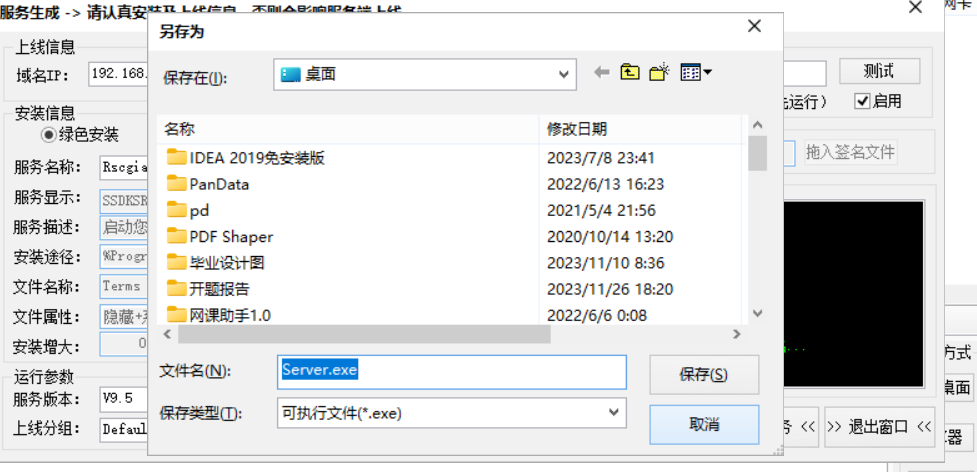 服务生成 -> 请认真安装及上线信息，否则会影响服务端上线
网卡
上线信息
域名IP: 192.168.
测试
运行) 启用
安装信息
绿色安装
拖入签名文件
服务名称: Rscgia
服务显示: SSDKSR
服务描述: 启动您
安装途径: %Progr
文件名称: Terms
文件属性: 隐藏+
安装增大: 0
运行参数
服务版本: V9.5
上线分组: Defaul
另存为
保存在(I): 桌面
名称 修改日期
IDEA 2019免安装版 2023/7/8 23:41
PanData 2022/6/13 16:23
pd 2021/5/4 21:56
PDF Shaper 2020/10/14 13:20
毕业设计图 2023/11/10 8:36
开题报告 2023/11/26 18:20
网课助手1.0 2022/6/6 0:08
文件名(N): Server.exe 保存(S)
保存类型(T): 可执行文件(*.exe) 取消
务 << >> 退出窗口 <<
方式
桌面
器